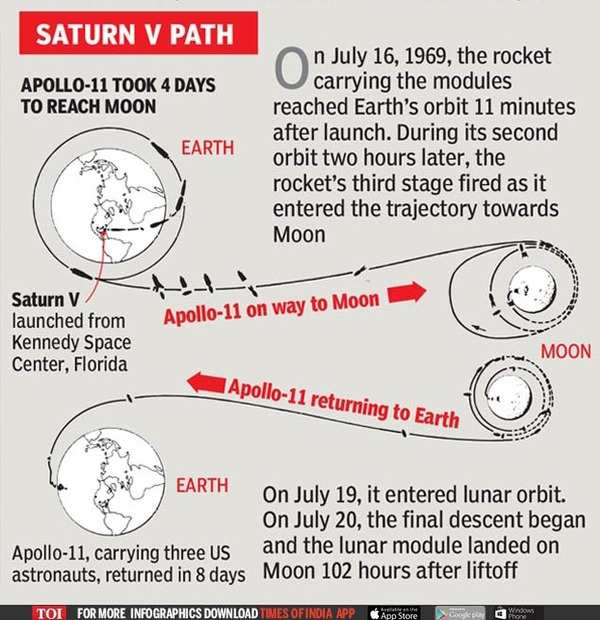 SATURN V PATH
APOLLO-11 TOOK 4 DAYS
TO REACH MOON
On July 16, 1969, the rocket
carrying the modules
reached Earth's orbit 11 minutes
after launch. During its second
orbit two hours later, the
rocket's third stage fired as it
entered the trajectory towards
Moon
EARTH
Saturn V
launched from
Kennedy Space
Center, Florida
Apollo-11 on way to Moon
MOON
Apollo-11 returning to Earth
EARTH
Apollo-11, carrying three US
astronauts, returned in 8 days
On July 19, it entered lunar orbit.
On July 20, the final descent began
and the lunar module landed on
Moon 102 hours after liftoff
TOI FOR MORE INFOGRAPHICS DOWNLOAD TIMES OF INDIA APP
Available on the
App Store
Google play
Windows
Phone